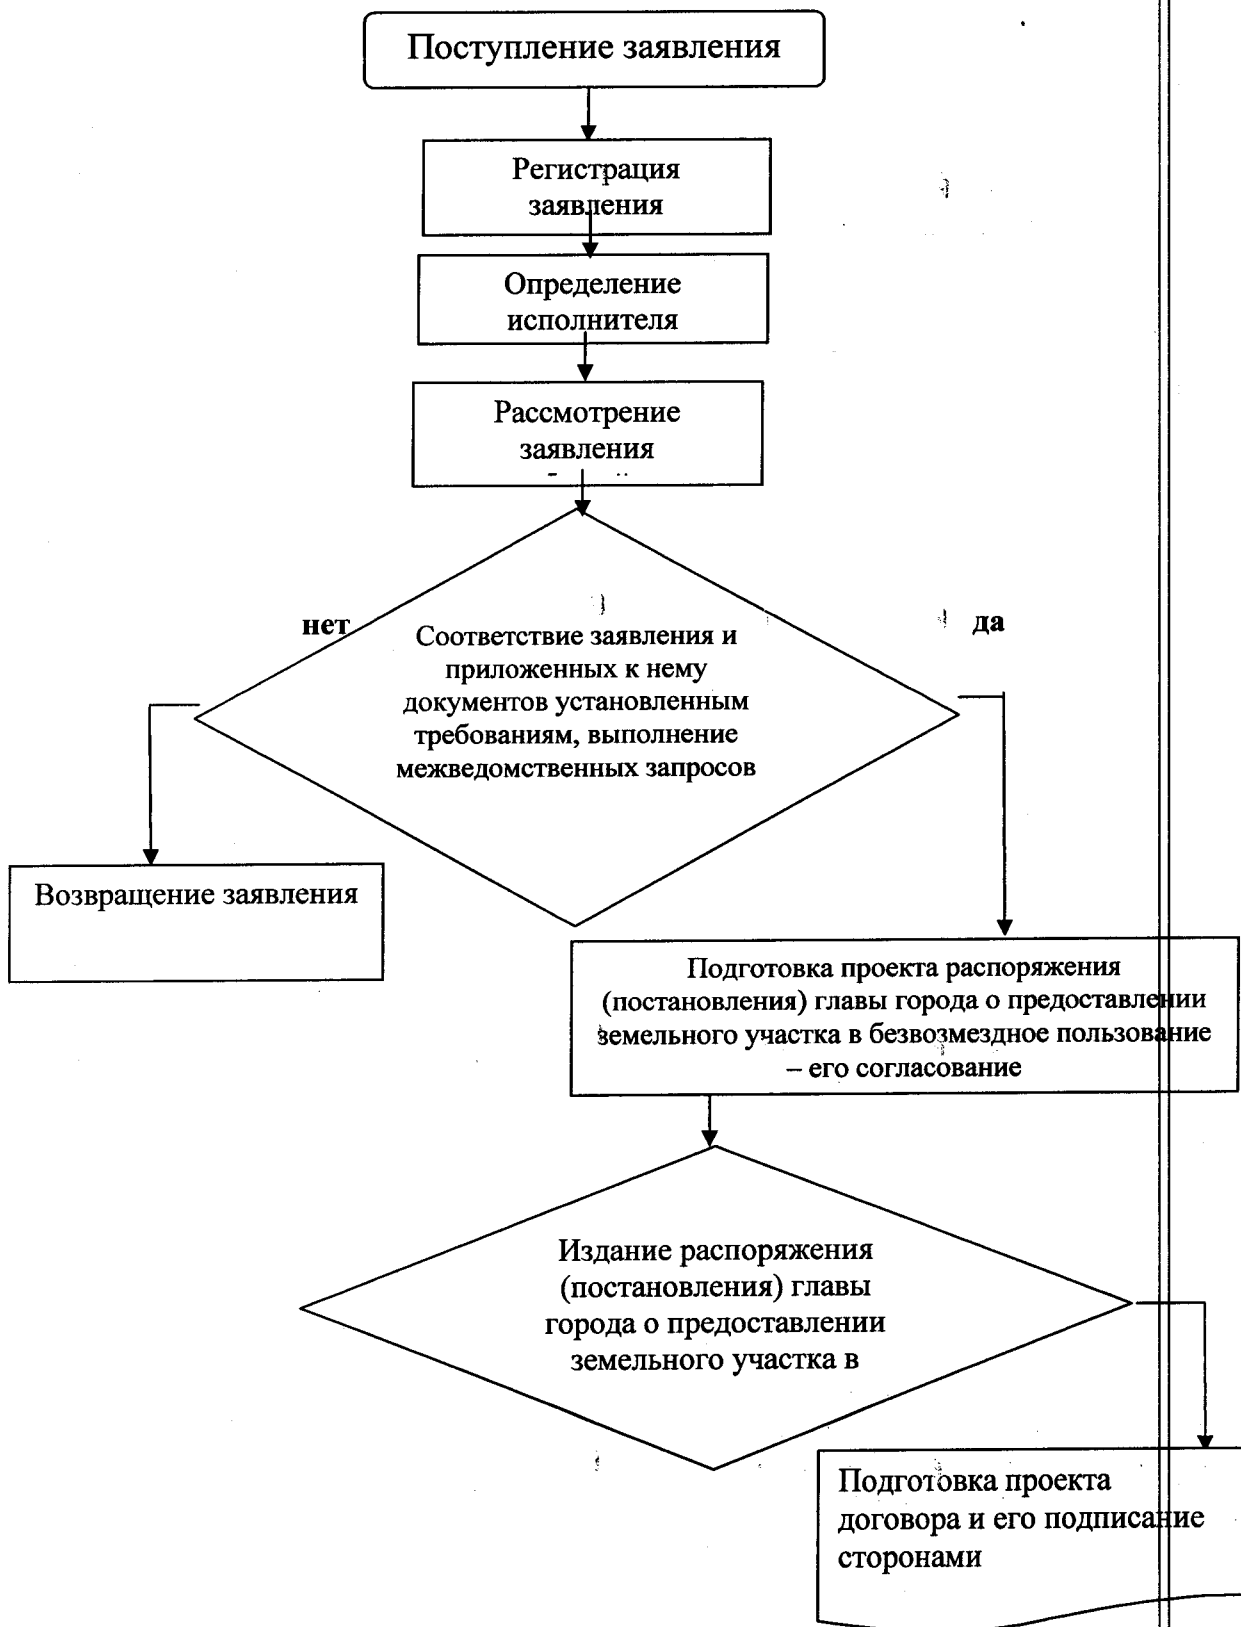 Поступление заявления
Регистрация
заявления
Определение
исполнителя
Рассмотрение
заявления
нет
да
Соответствие заявления и
приложенных к нему
документов установленным
требованиям, выполнение
межведомственных запросов
Возвращение заявления
Подготовка проекта распоряжения
(постановления) главы города о предоставлении
земельного участка в безвозмездное пользование
– его согласование
Издание распоряжения
(постановления) главы
города о предоставлении
земельного участка в
Подготовка проекта
договора и его подписание
сторонами